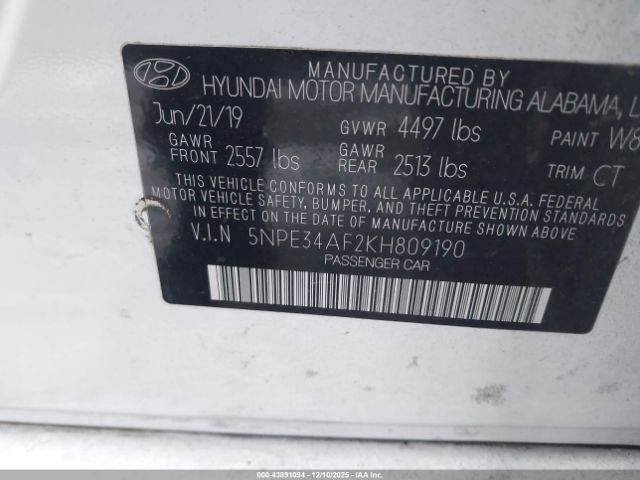 MANUFACTURED BY
HYUNDAI MOTOR MANUFACTURING ALABAMA,
Jun/21/19 GVWR 4497 lbs PAINT W8
GAWR FRONT 2557 lbs GAWR REAR 2513 lbs TRIM CT
THIS VEHICLE CONFORMS TO ALL APPLICABLE U.S.A. FEDERAL
MOTOR VEHICLE SAFETY, BUMPER, AND THEFT PREVENTION STANDARDS
IN EFFECT ON THE DATE OF MANUFACTURE SHOWN ABOVE.
V.I.N 5NPE34AF2KH809190
PASSENGER CAR
000-43891094 - 12/10/2025 - IAAI.COM